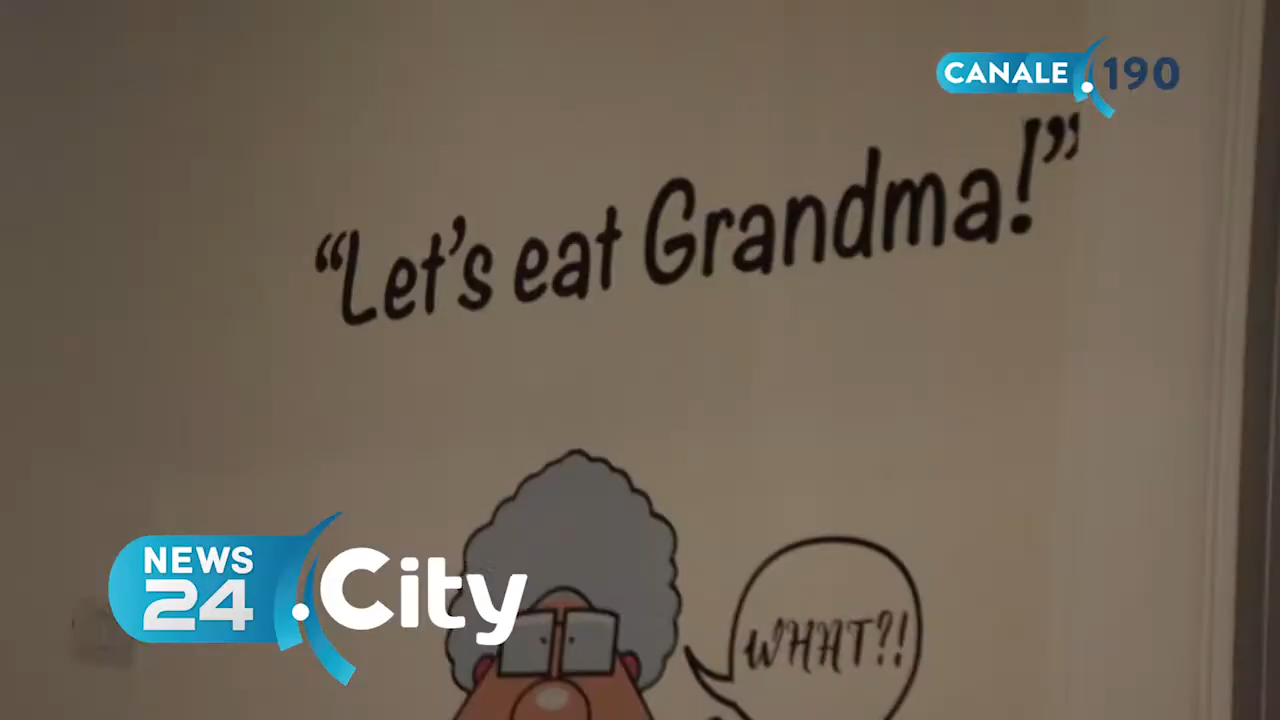 CANALE 190
“Let's eat Grandma!”
NEWS
24 .City
WHAT?!